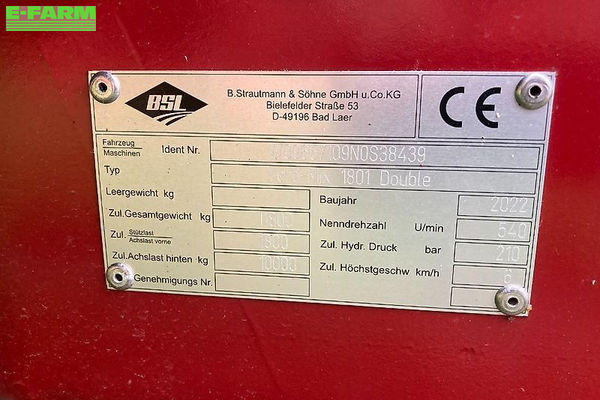 E-FARM
BSL
B.Strautmann & Söhne GmbH u.Co.KG
Bielefelder Straße 53
D-49196 Bad Laer
CE
Fahrzeug
Maschinen
Ident Nr.
Typ 1801 Double
Leergewicht kg
Zul.Gesamtgewicht kg
Zul. Stützlast
Achslast vorne
Zul.Achslast hinten kg 10000
Genehmigungs Nr.
Baujahr 2022
Nenndrehzahl U/min 540
Zul. Hydr. Druck bar 210
Zul. Höchstgeschw km/h 6